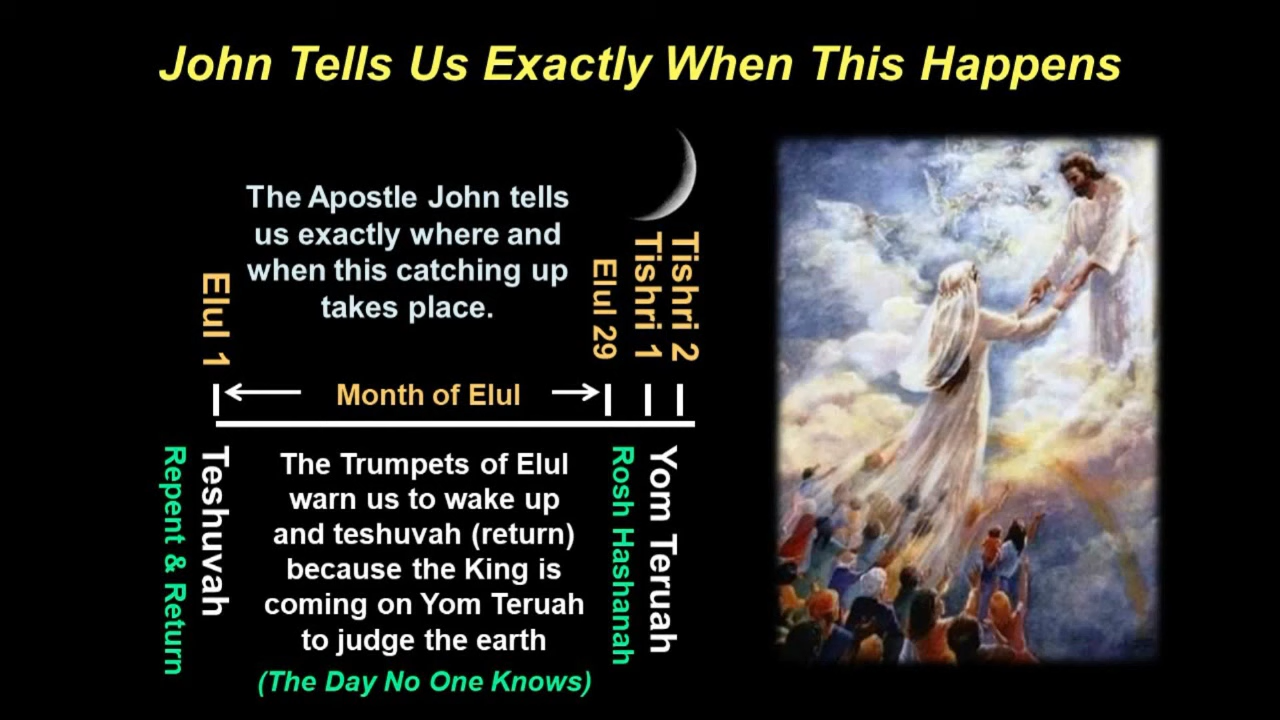 John Tells Us Exactly When This Happens
The Apostle John tells
us exactly where and
when this catching up
takes place.
Elul 1
Elul 29
Tishri 1
Tishri 2
Month of Elul
Repent & Return
Teshuvah
The Trumpets of Elul
warn us to wake up
and teshuvah (return)
because the King is
coming on Yom Teruah
to judge the earth
(The Day No One Knows)
Rosh Hashanah
Yom Teruah